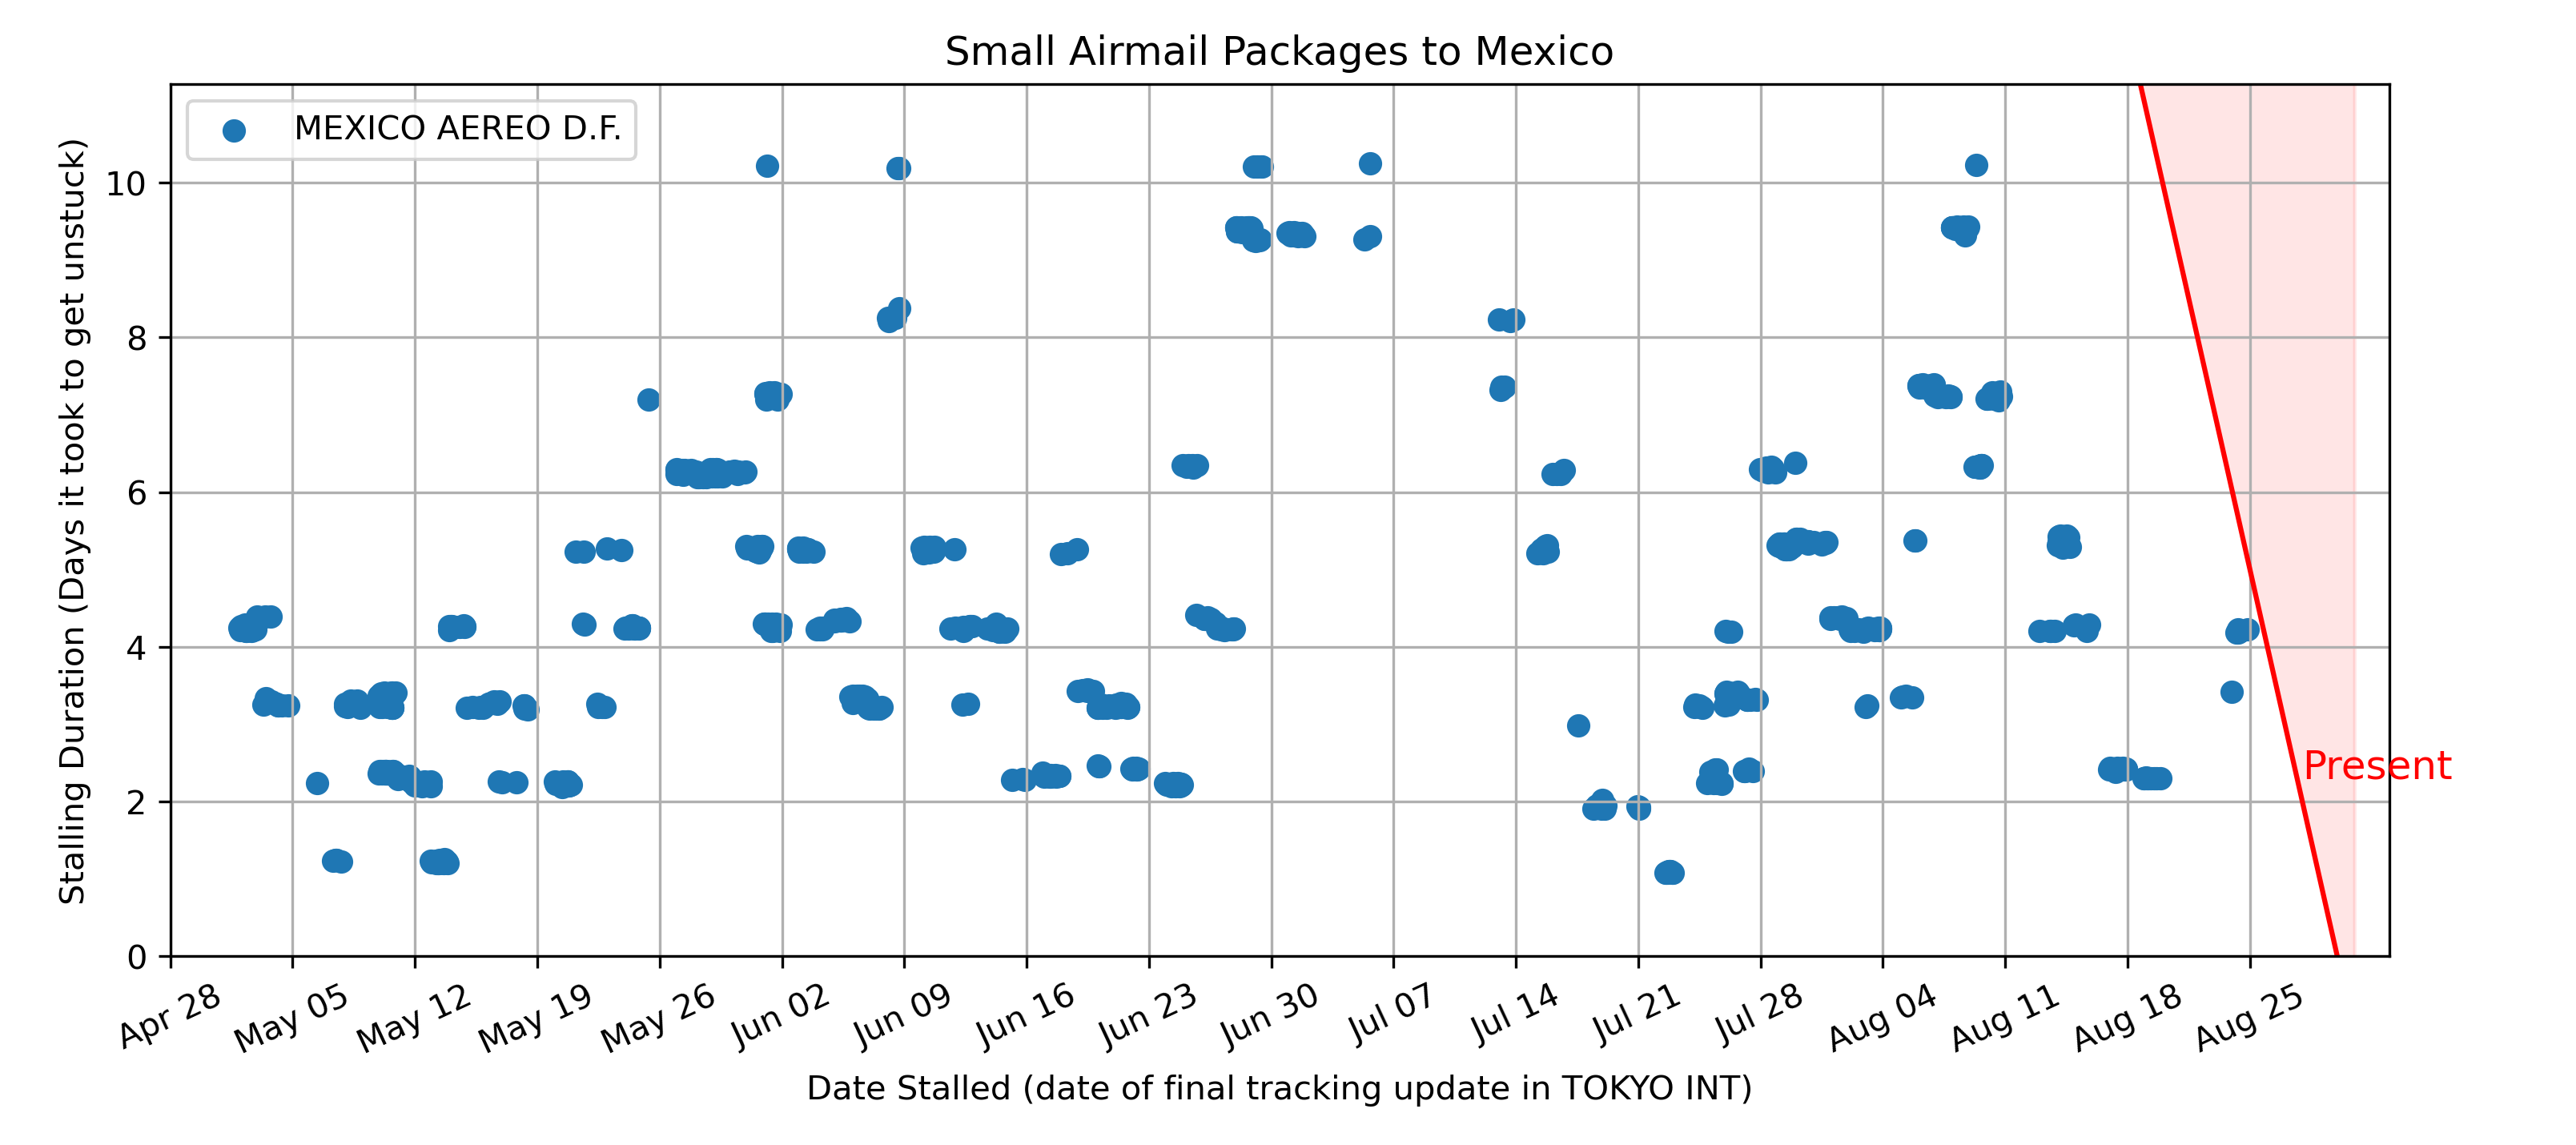 Small Airmail Packages to Mexico
MEXICO AEREO D.F.
Stalling Duration (Days it took to get unstuck)
10
8
6
4
2
0
Present
Apr 28
May 05
May 12
May 19
May 26
Jun 02
Jun 09
Jun 16
Jun 23
Jun 30
Jul 07
Jul 14
Jul 21
Jul 28
Aug 04
Aug 11
Aug 18
Aug 25
Date Stalled (date of final tracking update in TOKYO INT)